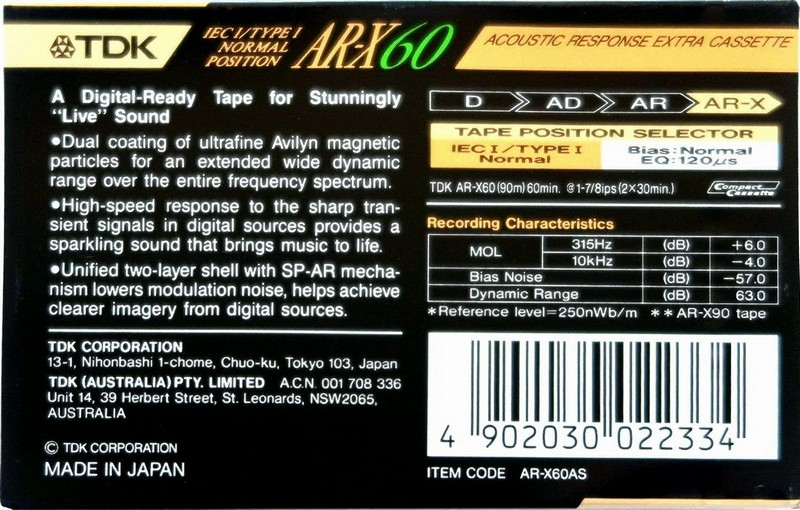 TDK
IEC I/TYPE I
NORMAL
POSITION
AR-X60
ACOUSTIC RESPONSE EXTRA CASSETTE
A Digital-Ready Tape for Stunningly
"Live" Sound
●Dual coating of ultrafine Avilyn magnetic
particles for an extended wide dynamic
range over the entire frequency spectrum.
●High-speed response to the sharp tran-
sient signals in digital sources provides a
sparkling sound that brings music to life.
●Unified two-layer shell with SP-AR mecha-
nism lowers modulation noise, helps achieve
clearer imagery from digital sources.
TDK CORPORATION
13-1, Nihonbashi 1-chome, Chuo-ku, Tokyo 103, Japan
TDK (AUSTRALIA) PTY. LIMITED A.C.N. 001 708 336
Unit 14, 39 Herbert Street, St. Leonards, NSW2065,
AUSTRALIA
© TDK CORPORATION
MADE IN JAPAN
D AD AR AR-X
TAPE POSITION SELECTOR
IEC I/TYPE I
Normal
Bias: Normal
EQ: 120μs
TDK AR-X60 (90m) 60min. @1-7/8ips (2×30min.)
Compact
Cassette
Recording Characteristics
MOL 315Hz (dB) +6.0
10kHz (dB) −4.0
Bias Noise (dB) −57.0
Dynamic Range (dB) 63.0
*Reference level=250nWb/m **AR-X90 tape
4 902030 022334
ITEM CODE AR-X60AS